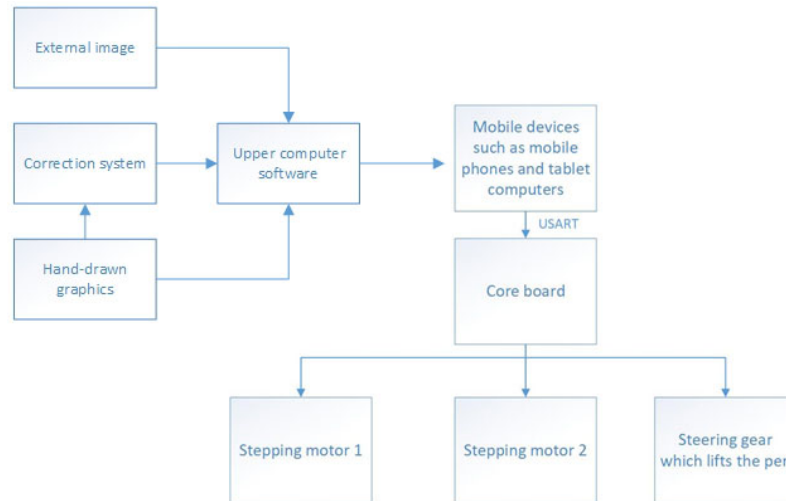 External image
Correction system
Hand-drawn
graphics
Upper computer
software
Mobile devices
such as mobile
phones and tablet
computers
USART
Core board
Stepping motor 1
Stepping motor 2
Steering gear
which lifts the